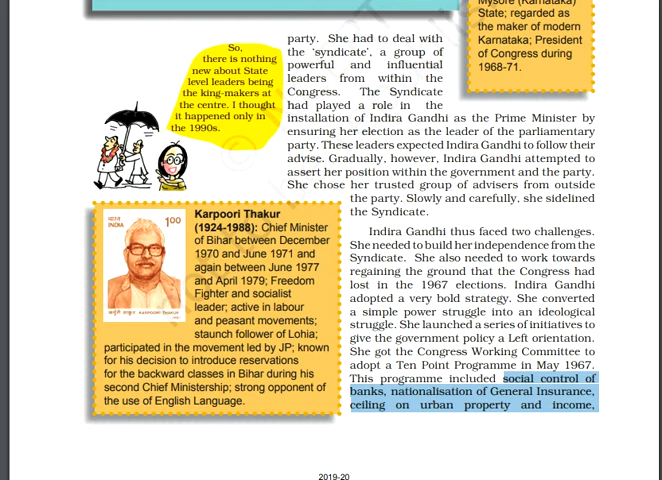 Mysore (Karnataka)
State; regarded as
the maker of modern
Karnataka; President
of Congress during
1968-71.
So,
there is nothing
new about State
level leaders being
the king-makers at
the centre. I thought
it happened only in
the 1990s.
party. She had to deal with
the ‘syndicate’, a group of
powerful and influential
leaders from within the
Congress. The Syndicate
had played a role in the
installation of Indira Gandhi as the Prime Minister by
ensuring her election as the leader of the parliamentary
party. These leaders expected Indira Gandhi to follow their
advise. Gradually, however, Indira Gandhi attempted to
assert her position within the government and the party.
She chose her trusted group of advisers from outside
the party. Slowly and carefully, she sidelined
the Syndicate.
भारत
INDIA
100
कर्पूरी ठाकुर KARPOORI THAKUR
Karpoori Thakur
(1924-1988): Chief Minister
of Bihar between December
1970 and June 1971 and
again between June 1977
and April 1979; Freedom
Fighter and socialist
leader; active in labour
and peasant movements;
staunch follower of Lohia;
participated in the movement led by JP; known
for his decision to introduce reservations
for the backward classes in Bihar during his
second Chief Ministership; strong opponent of
the use of English Language.
Indira Gandhi thus faced two challenges.
She needed to build her independence from the
Syndicate. She also needed to work towards
regaining the ground that the Congress had
lost in the 1967 elections. Indira Gandhi
adopted a very bold strategy. She converted
a simple power struggle into an ideological
struggle. She launched a series of initiatives to
give the government policy a Left orientation.
She got the Congress Working Committee to
adopt a Ten Point Programme in May 1967.
This programme included social control of
banks, nationalisation of General Insurance,
ceiling on urban property and income,
2019-20